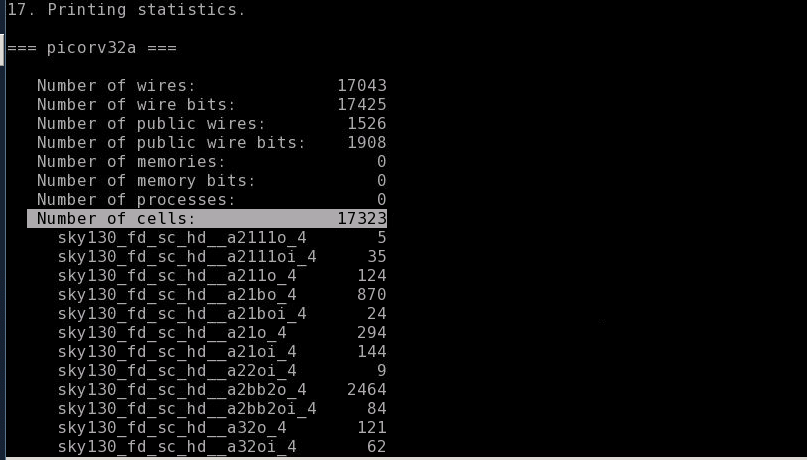 17. Printing statistics.
=== picorv32a ===
Number of wires: 17043
Number of wire bits: 17425
Number of public wires: 1526
Number of public wire bits: 1908
Number of memories: 0
Number of memory bits: 0
Number of processes: 0
Number of cells: 17323
sky130_fd_sc_hd__a2111o_4 5
sky130_fd_sc_hd__a2111oi_4 35
sky130_fd_sc_hd__a211o_4 124
sky130_fd_sc_hd__a21bo_4 870
sky130_fd_sc_hd__a21boi_4 24
sky130_fd_sc_hd__a21o_4 294
sky130_fd_sc_hd__a21oi_4 144
sky130_fd_sc_hd__a22oi_4 9
sky130_fd_sc_hd__a2bb2o_4 2464
sky130_fd_sc_hd__a2bb2oi_4 84
sky130_fd_sc_hd__a32o_4 121
sky130_fd_sc_hd__a32oi_4 62